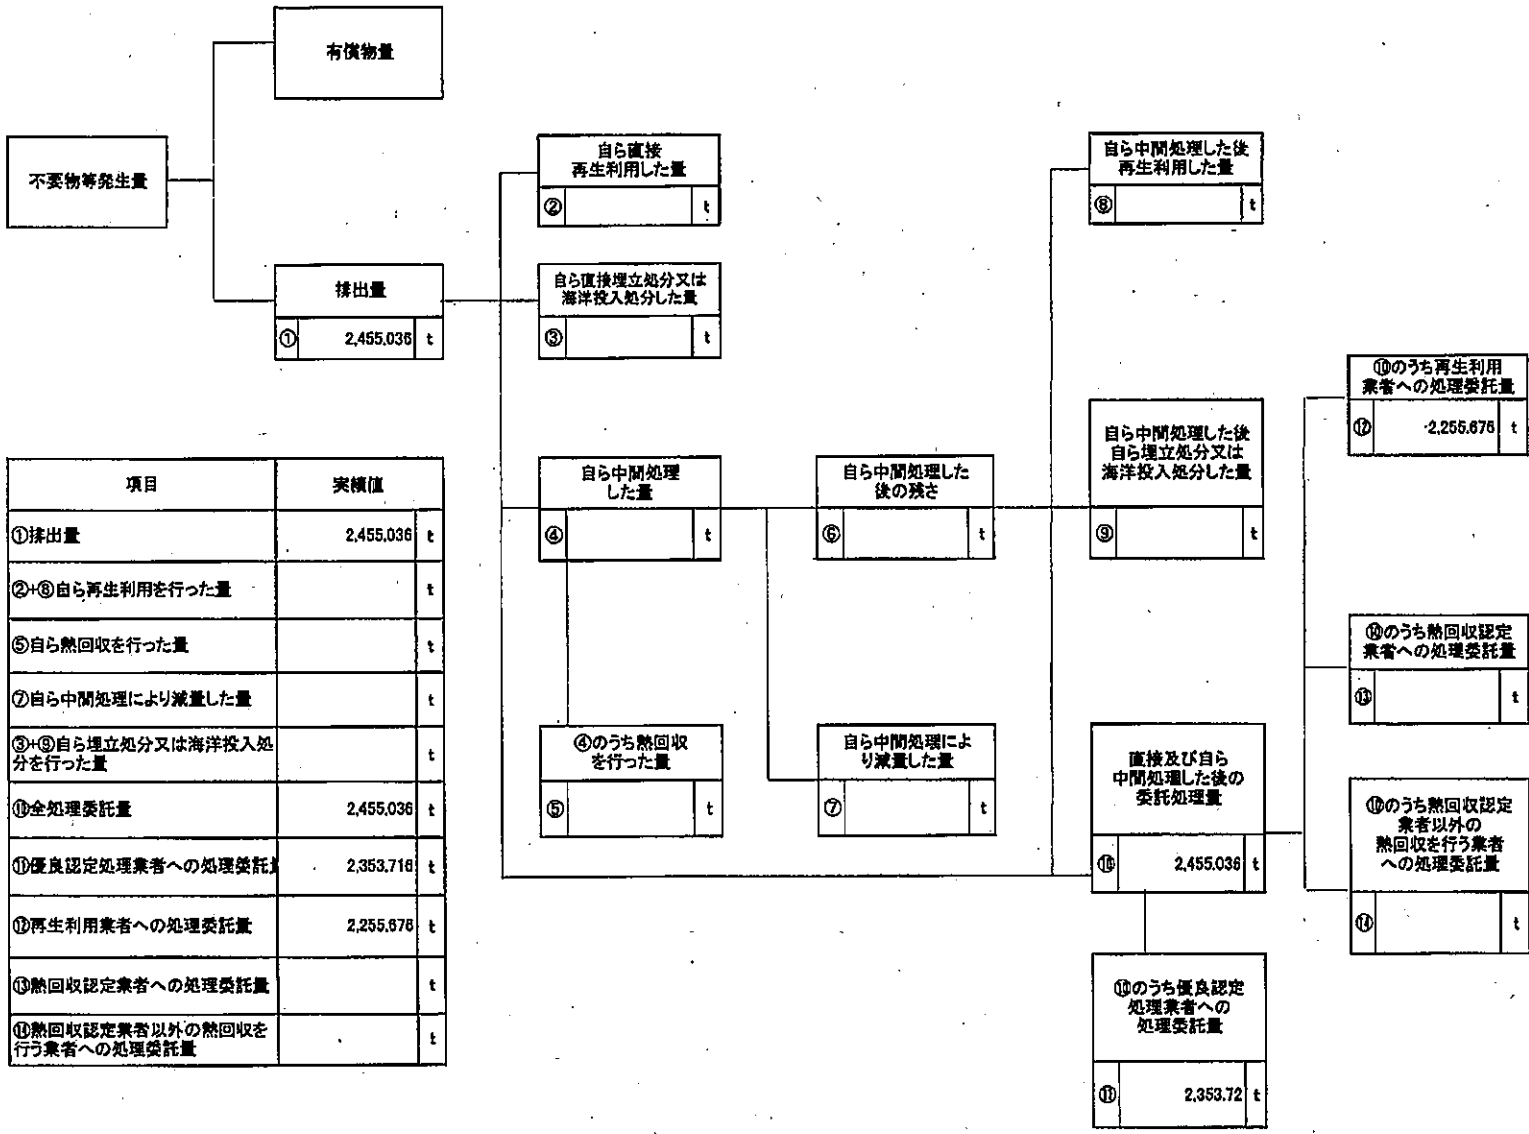 有償物量
不要物等発生量
排出量
① 2,455.036 t
自ら直接
再生利用した量
② t
自ら直接埋立処分又は
海洋投入処分した量
③ t
自ら中間処理
した量
④ t
④のうち熱回収
を行った量
⑤ t
自ら中間処理した
後の残さ
⑥ t
自ら中間処理によ
り減量した量
⑦ t
自ら中間処理した後
再生利用した量
⑧ t
自ら中間処理した後
自ら埋立処分又は
海洋投入処分した量
⑨ t
直接及び自ら
中間処理した後の
委託処理量
⑩ 2,455.036 t
⑩のうち優良認定
処理業者への
処理委託量
⑪ 2,353.72 t
⑩のうち再生利用
業者への処理委託量
⑫ 2,255.676 t
⑩のうち熱回収認定
業者への処理委託量
⑬ t
⑩のうち熱回収認定
業者以外の
熱回収を行う業者
への処理委託量
⑭ t
項目 実績値
①排出量 2,455.036 t
②+⑧自ら再生利用を行った量 t
⑤自ら熱回収を行った量 t
⑦自ら中間処理により減量した量 t
③+⑨自ら埋立処分又は海洋投入処
分を行った量 t
⑩全処理委託量 2,455.036 t
⑪優良認定処理業者への処理委託量 2,353.716 t
⑫再生利用業者への処理委託量 2,255.676 t
⑬熱回収認定業者への処理委託量 t
⑭熱回収認定業者以外の熱回収を
行う業者への処理委託量 t